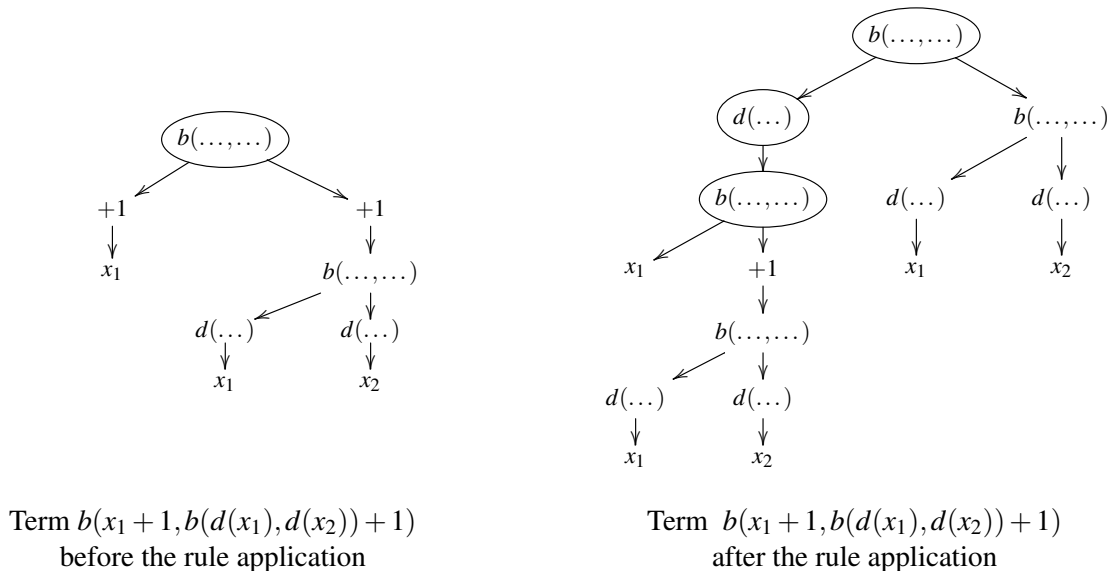 b(…,…)
+1 +1
x₁ b(…,…)
d(…) d(…)
x₁ x₂
b(…,…)
d(…) b(…,…)
b(…,…) d(…) d(…)
x₁ +1 x₁ x₂
b(…,…)
d(…) d(…)
x₁ x₂
Term b(x₁ + 1, b(d(x₁), d(x₂)) + 1)
before the rule application
Term b(x₁ + 1, b(d(x₁), d(x₂)) + 1)
after the rule application